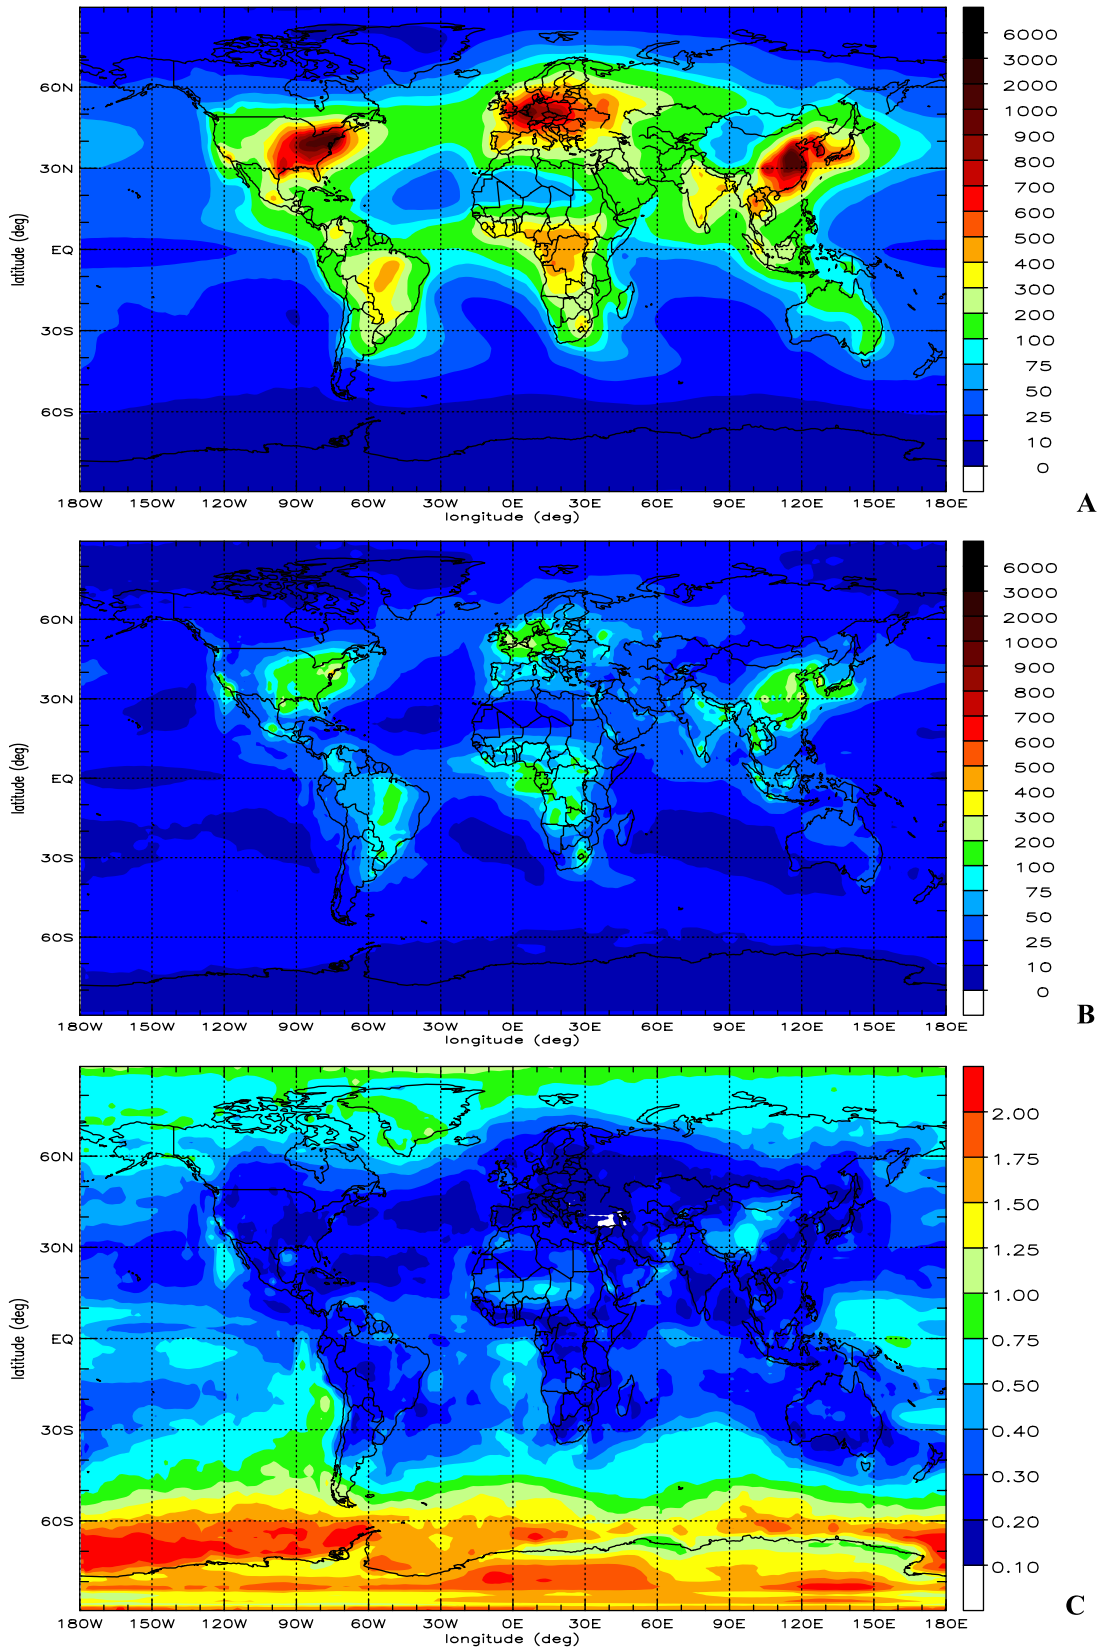 6000
3000
2000
1000
900
800
700
600
500
400
300
200
100
75
50
25
10
0
60N
30N
EQ
30S
60S
latitude (deg)
180W 150W 120W 90W 60W 30W 0E 30E 60E 90E 120E 150E 180E
longitude (deg)
A
6000
3000
2000
1000
900
800
700
600
500
400
300
200
100
75
50
25
10
0
60N
30N
EQ
30S
60S
latitude (deg)
180W 150W 120W 90W 60W 30W 0E 30E 60E 90E 120E 150E 180E
longitude (deg)
B
2.00
1.75
1.50
1.25
1.00
0.75
0.50
0.40
0.30
0.20
0.10
60N
30N
EQ
30S
60S
latitude (deg)
180W 150W 120W 90W 60W 30W 0E 30E 60E 90E 120E 150E 180E
longitude (deg)
C